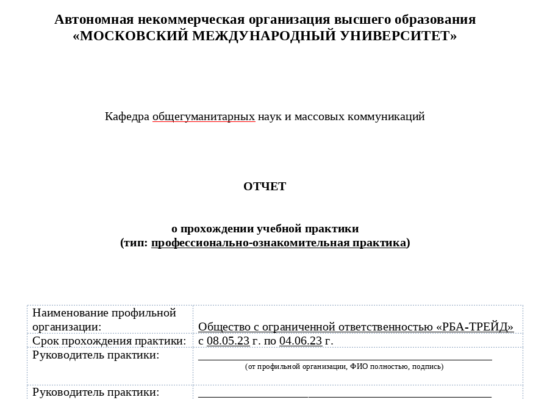 Автономная некоммерческая организация высшего образования
«МОСКОВСКИЙ МЕЖДУНАРОДНЫЙ УНИВЕРСИТЕТ»
Кафедра общегуманитарных наук и массовых коммуникаций
ОТЧЕТ
о прохождении учебной практики
(тип: профессионально-ознакомительная практика)
Наименование профильной
организации:
Общество с ограниченной ответственностью «РБА-ТРЕЙД»
Срок прохождения практики: с 08.05.23 г. по 04.06.23 г.
Руководитель практики:
(от профильной организации, ФИО полностью, подпись)
Руководитель практики: